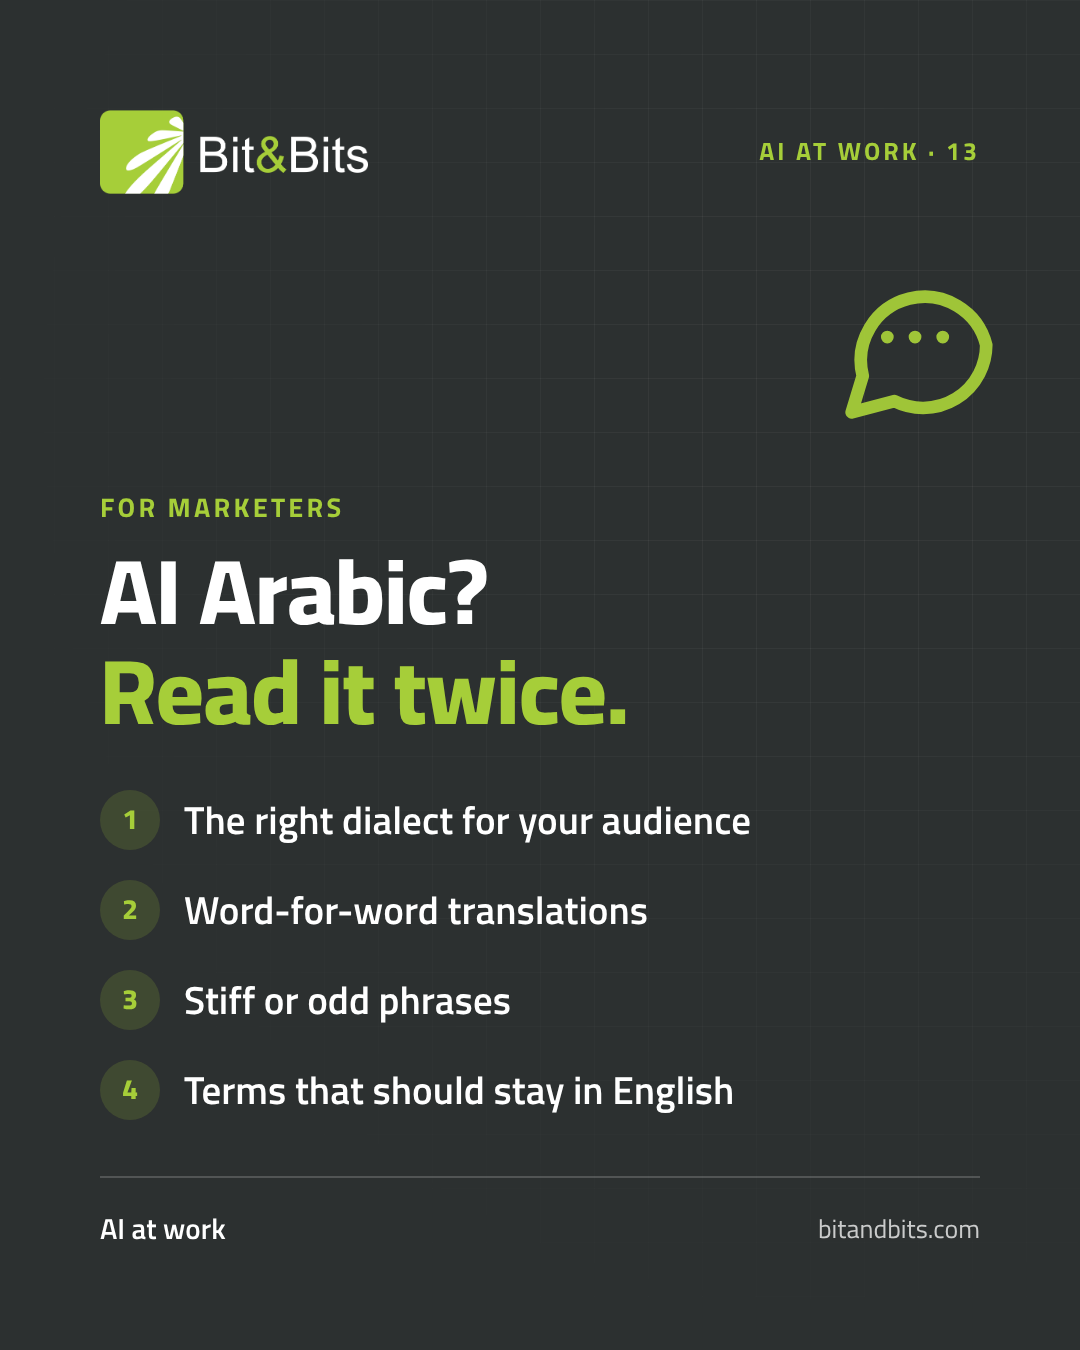 Bit&Bits
AI AT WORK · 13
FOR MARKETERS
AI Arabic?
Read it twice.
1 The right dialect for your audience
2 Word-for-word translations
3 Stiff or odd phrases
4 Terms that should stay in English
AI at work
bitandbits.com